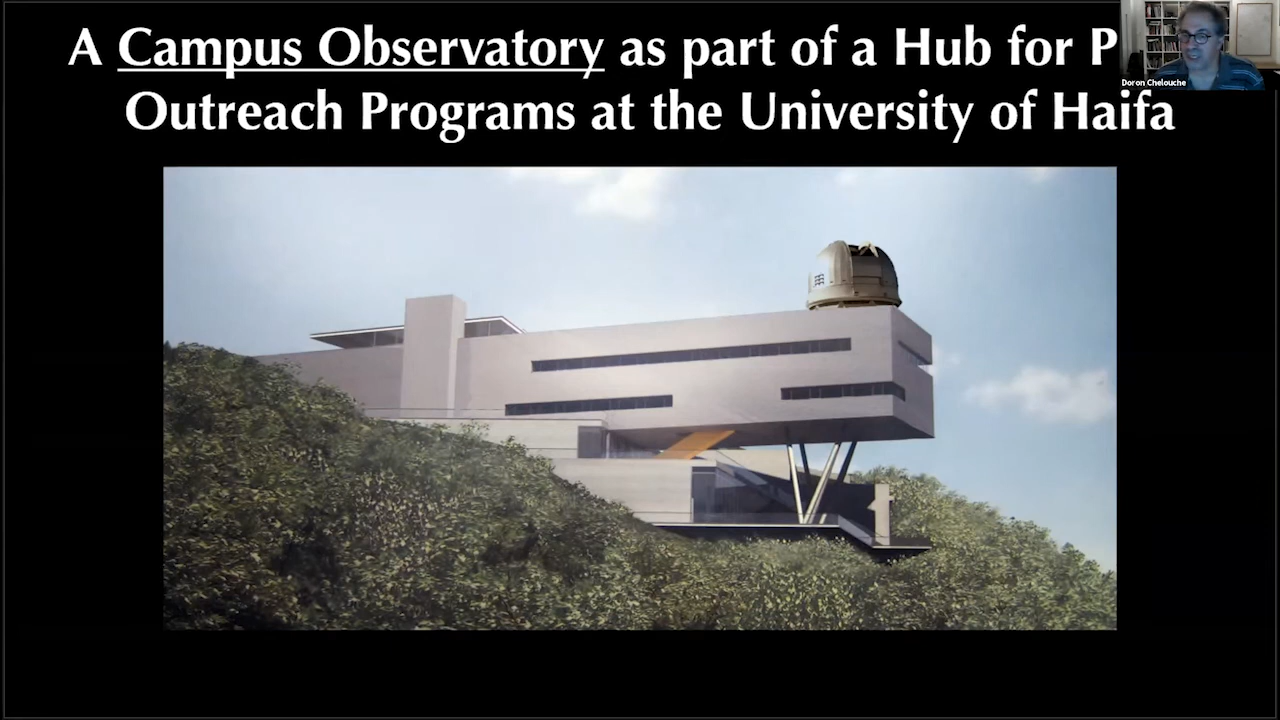 A Campus Observatory as part of a Hub for P
Outreach Programs at the University of Haifa
Doron Chelouche